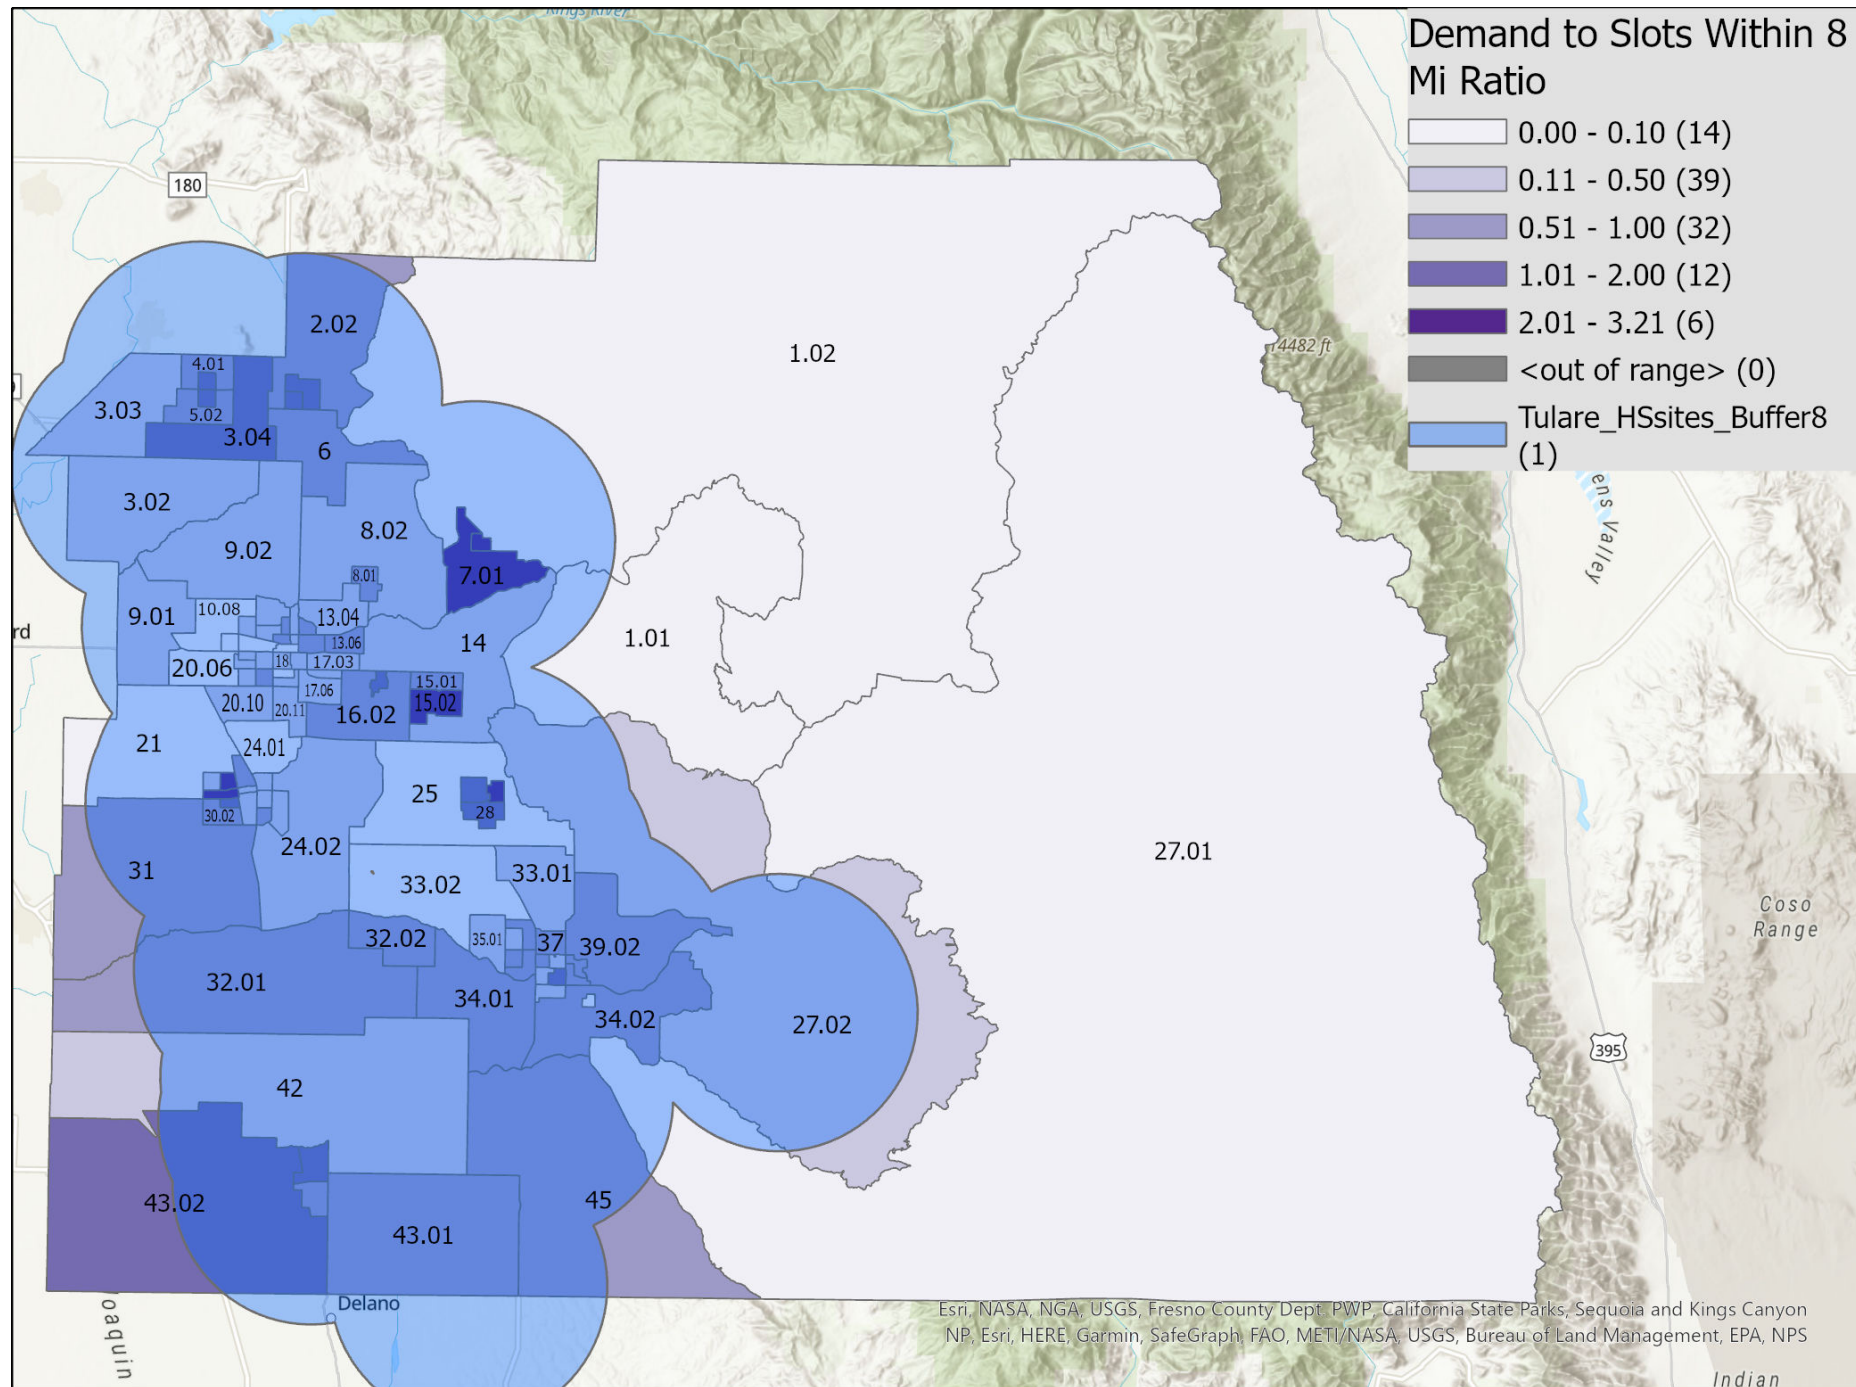 Kings River
Demand to Slots Within 8
Mi Ratio
0.00 - 0.10 (14)
0.11 - 0.50 (39)
0.51 - 1.00 (32)
1.01 - 2.00 (12)
2.01 - 3.21 (6)
<out of range> (0)
Tulare_HSsites_Buffer8
(1)
180
2.02
1.02
14482 ft
4.01
3.03
5.02
3.04
6
3.02
8.02
9.02
ens Valley
7.01
8.01
9.01
10.08
13.04
rd
13.06
14
1.01
20.06
18
17.03
15.01
17.06
15.02
20.10
20.11
16.02
21
24.01
25
30.02
28
24.02
27.01
31
33.01
33.02
Coso
Range
32.02
35.01
37
39.02
32.01
34.01
34.02
27.02
395
42
43.02
45
43.01
Delano
oaquin
Esri, NASA, NGA, USGS, Fresno County Dept. PWP, California State Parks, Sequoia and Kings Canyon
NP, Esri, HERE, Garmin, SafeGraph, FAO, METI/NASA, USGS, Bureau of Land Management, EPA, NPS
Indian